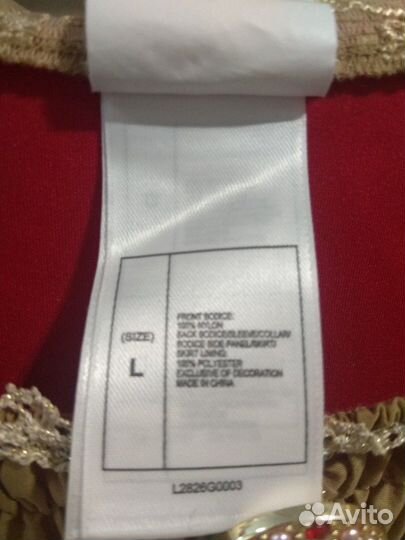 (SIZE)
L
FRONT BODICE:
100% NYLON
BACK BODICE/SLEEVE/COLLAR/
BODICE SIDE PANEL/SKIRT/
SKIRT LINING:
100% POLYESTER
EXCLUSIVE OF DECORATION
MADE IN CHINA
L2826G0003
Avito